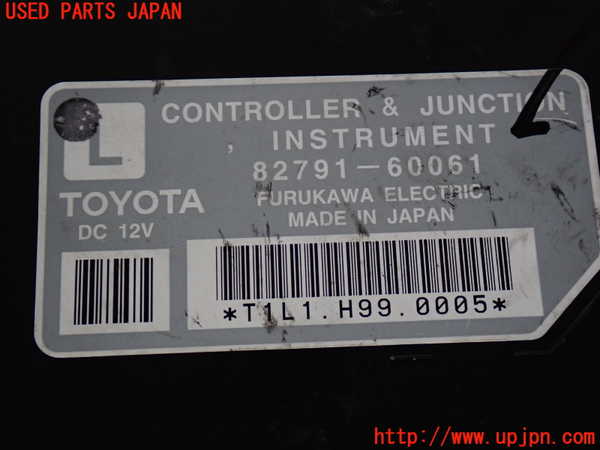 USED PARTS JAPAN
L
CONTROLLER & JUNCTION
, INSTRUMENT
82791-60061
TOYOTA
FURUKAWA ELECTRIC
DC 12V
MADE IN JAPAN
*T1L1.H99.0005*
http://www.upjpn.com/